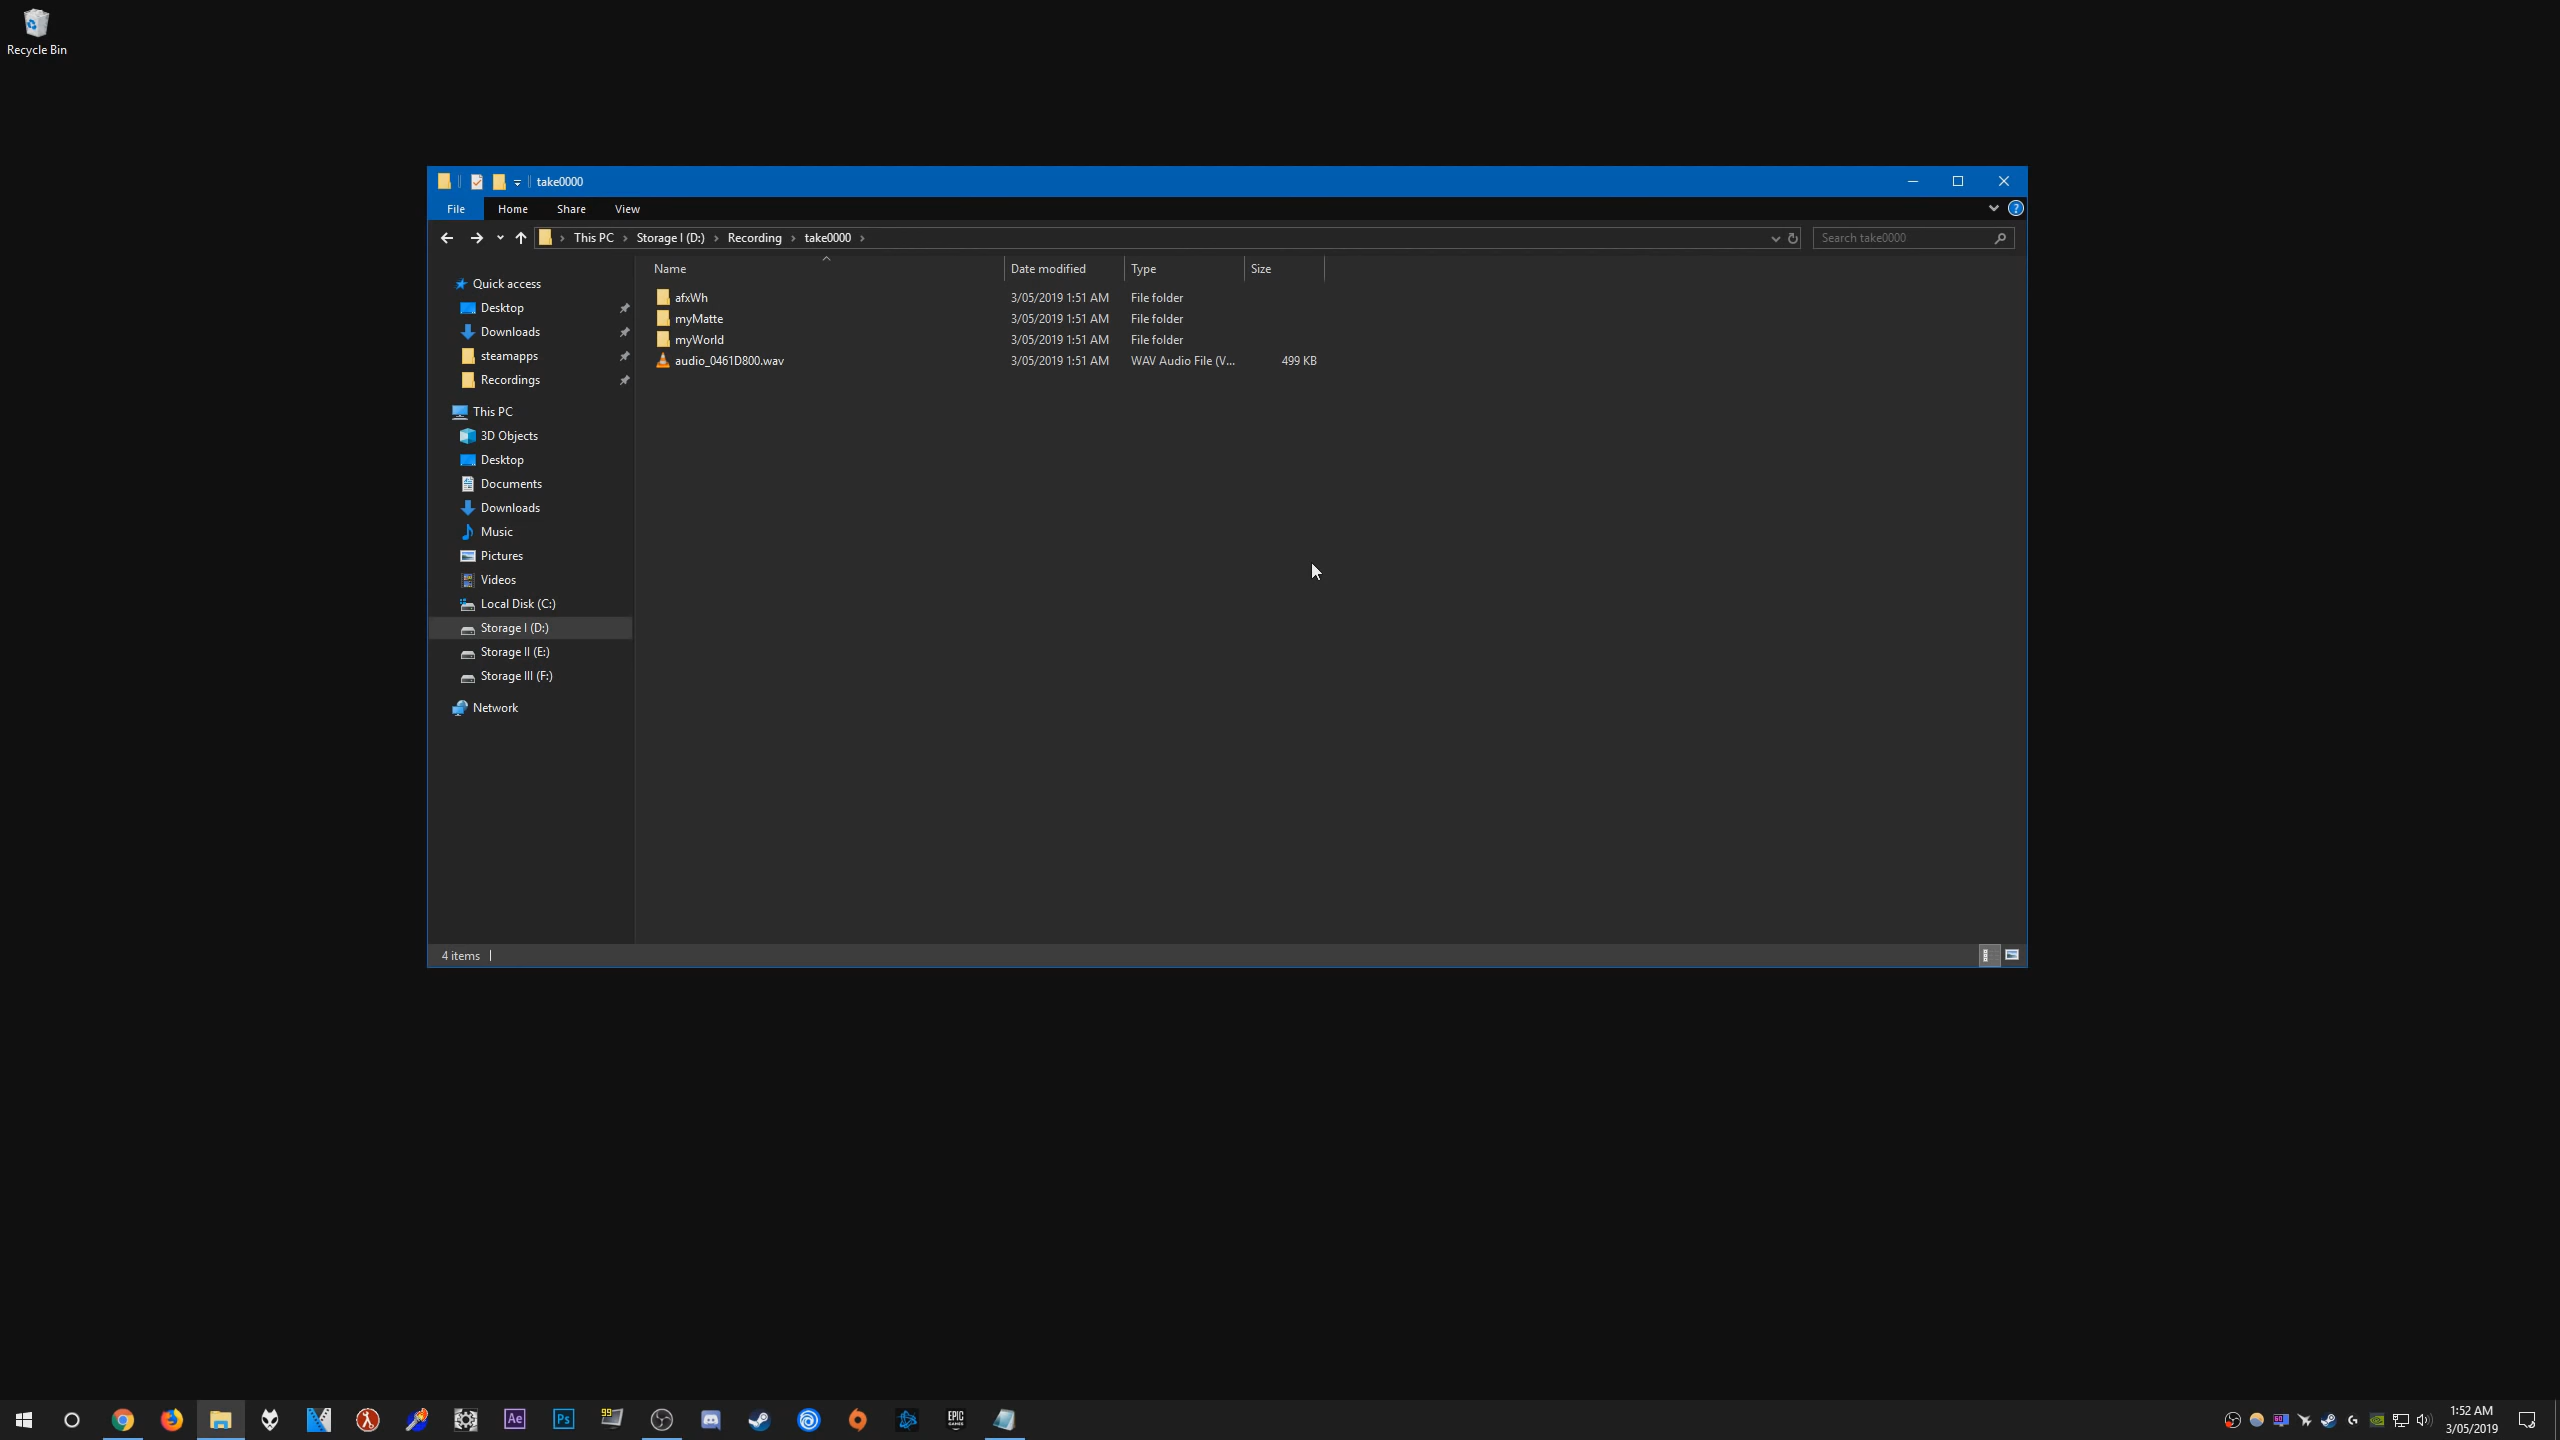 Recycle Bin
take0000
File Home Share View
This PC Storage I (D:) Recording take0000
Search take0000
Name Date modified Type Size
afxWh 3/05/2019 1:51 AM File folder
myMatte 3/05/2019 1:51 AM File folder
myWorld 3/05/2019 1:51 AM File folder
audio_0461D800.wav 3/05/2019 1:51 AM WAV Audio File (V... 499 KB
Quick access
Desktop
Downloads
steamapps
Recordings
This PC
3D Objects
Desktop
Documents
Downloads
Music
Pictures
Videos
Local Disk (C:)
Storage I (D:)
Storage II (E:)
Storage III (F:)
Network
4 items
Ae
Ps
99
EPIC
GAMES
60
1:52 AM
3/05/2019